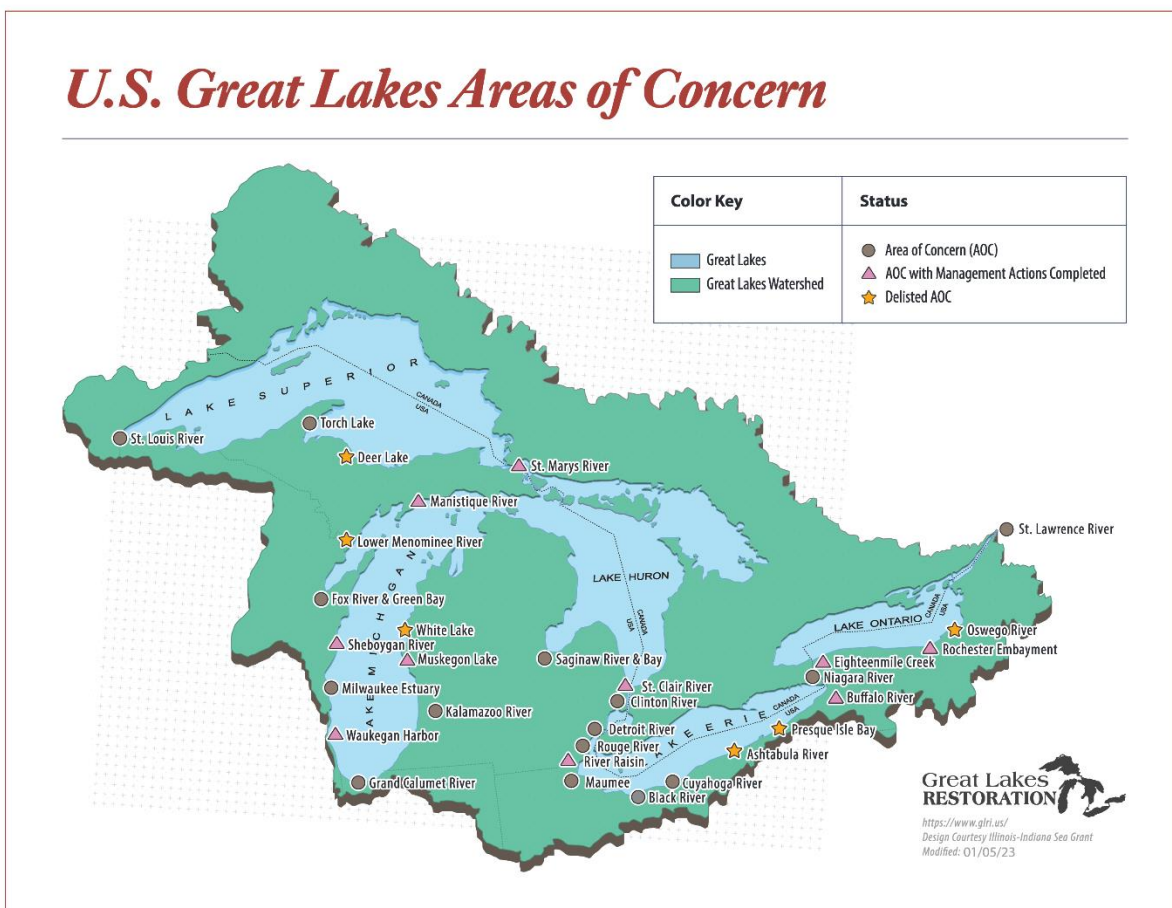 U.S. Great Lakes Areas of Concern
Color Key
Status
Great Lakes
Great Lakes Watershed
Area of Concern (AOC)
AOC with Management Actions Completed
Delisted AOC
LAKE SUPERIOR
CANADA
USA
St. Louis River
Torch Lake
Deer Lake
St. Marys River
Manistique River
Lower Menominee River
LAKE MICHIGAN
Fox River & Green Bay
White Lake
Sheboygan River
Muskegon Lake
Milwaukee Estuary
Kalamazoo River
Waukegan Harbor
Grand Calumet River
LAKE HURON
CANADA
USA
Saginaw River & Bay
St. Clair River
Clinton River
Detroit River
Rouge River
River Raisin
Maumee
Black River
Cuyahoga River
Ashtabula River
Presque Isle Bay
LAKE ERIE
CANADA
USA
Buffalo River
Niagara River
Eighteenmile Creek
Rochester Embayment
Oswego River
LAKE ONTARIO
CANADA
USA
St. Lawrence River
Great Lakes
RESTORATION
https://www.glri.us/
Design Courtesy Illinois-Indiana Sea Grant
Modified: 01/05/23